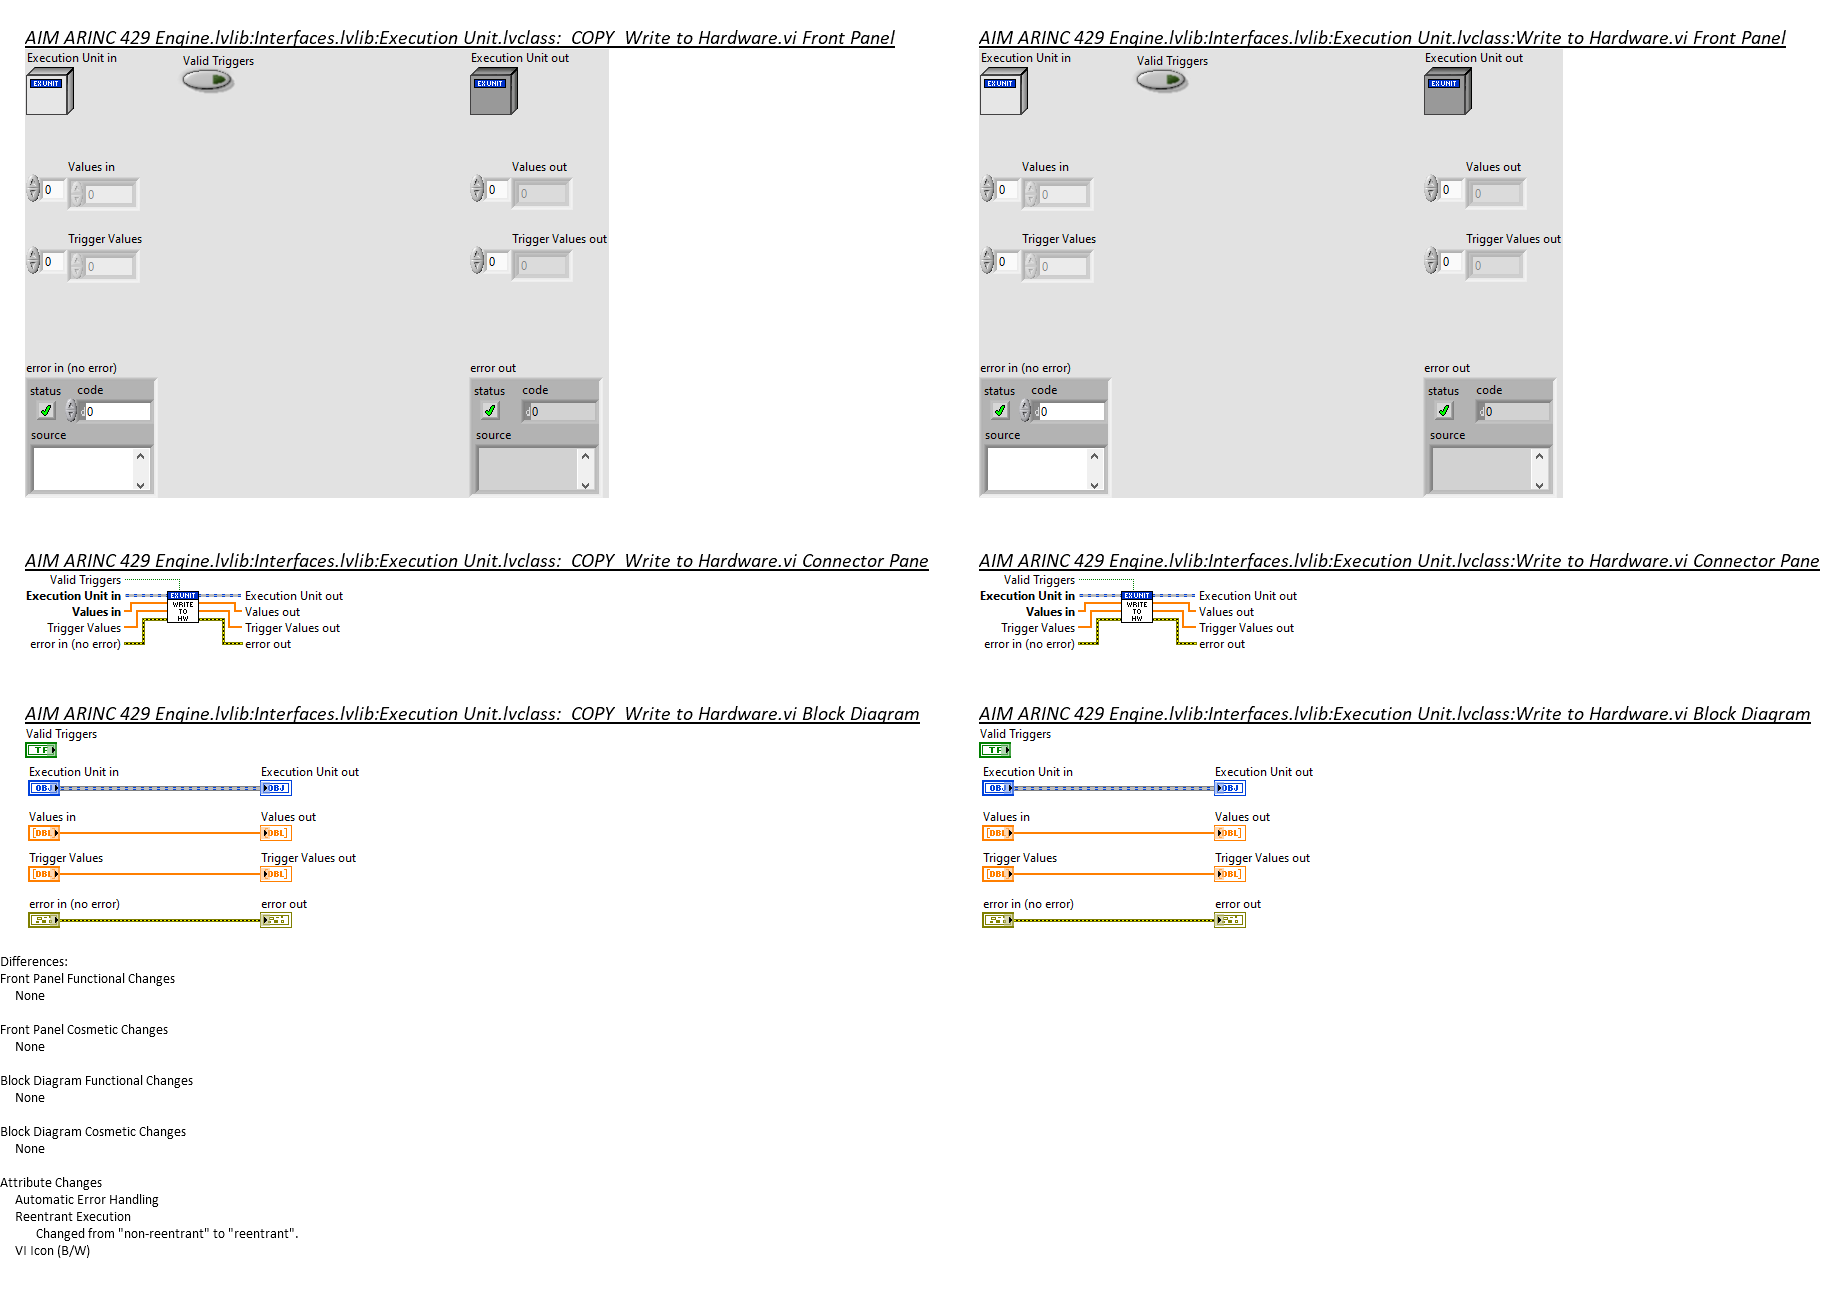 AIM ARINC 429 Engine.lvlib:Interfaces.lvlib:Execution Unit.lvclass:  COPY  Write to Hardware.vi Front Panel
Execution Unit in
Valid Triggers
Execution Unit out
EX UNIT
EX UNIT
Values in
Values out
0
0
0
0
Trigger Values
Trigger Values out
0
0
0
0
error in (no error)
error out
status
code
status
code
d0
d0
source
source
AIM ARINC 429 Engine.lvlib:Interfaces.lvlib:Execution Unit.lvclass:Write to Hardware.vi Front Panel
Execution Unit in
Valid Triggers
Execution Unit out
EX UNIT
EX UNIT
Values in
Values out
0
0
0
0
Trigger Values
Trigger Values out
0
0
0
0
error in (no error)
error out
status
code
status
code
d0
d0
source
source
AIM ARINC 429 Engine.lvlib:Interfaces.lvlib:Execution Unit.lvclass:  COPY  Write to Hardware.vi Connector Pane
Valid Triggers
Execution Unit in
EX UNIT
Execution Unit out
Values in
WRITE
TO
HW
Values out
Trigger Values
Trigger Values out
error in (no error)
error out
AIM ARINC 429 Engine.lvlib:Interfaces.lvlib:Execution Unit.lvclass:Write to Hardware.vi Connector Pane
Valid Triggers
Execution Unit in
EX UNIT
Execution Unit out
Values in
WRITE
TO
HW
Values out
Trigger Values
Trigger Values out
error in (no error)
error out
AIM ARINC 429 Engine.lvlib:Interfaces.lvlib:Execution Unit.lvclass:  COPY  Write to Hardware.vi Block Diagram
Valid Triggers
TF
Execution Unit in
Execution Unit out
OBJ
OBJ
Values in
Values out
[DBL]
[DBL]
Trigger Values
Trigger Values out
[DBL]
[DBL]
error in (no error)
error out
AIM ARINC 429 Engine.lvlib:Interfaces.lvlib:Execution Unit.lvclass:Write to Hardware.vi Block Diagram
Valid Triggers
TF
Execution Unit in
Execution Unit out
OBJ
OBJ
Values in
Values out
[DBL]
[DBL]
Trigger Values
Trigger Values out
[DBL]
[DBL]
error in (no error)
error out
Differences:
Front Panel Functional Changes
None
Front Panel Cosmetic Changes
None
Block Diagram Functional Changes
None
Block Diagram Cosmetic Changes
None
Attribute Changes
Automatic Error Handling
Reentrant Execution
Changed from "non-reentrant" to "reentrant".
VI Icon (B/W)